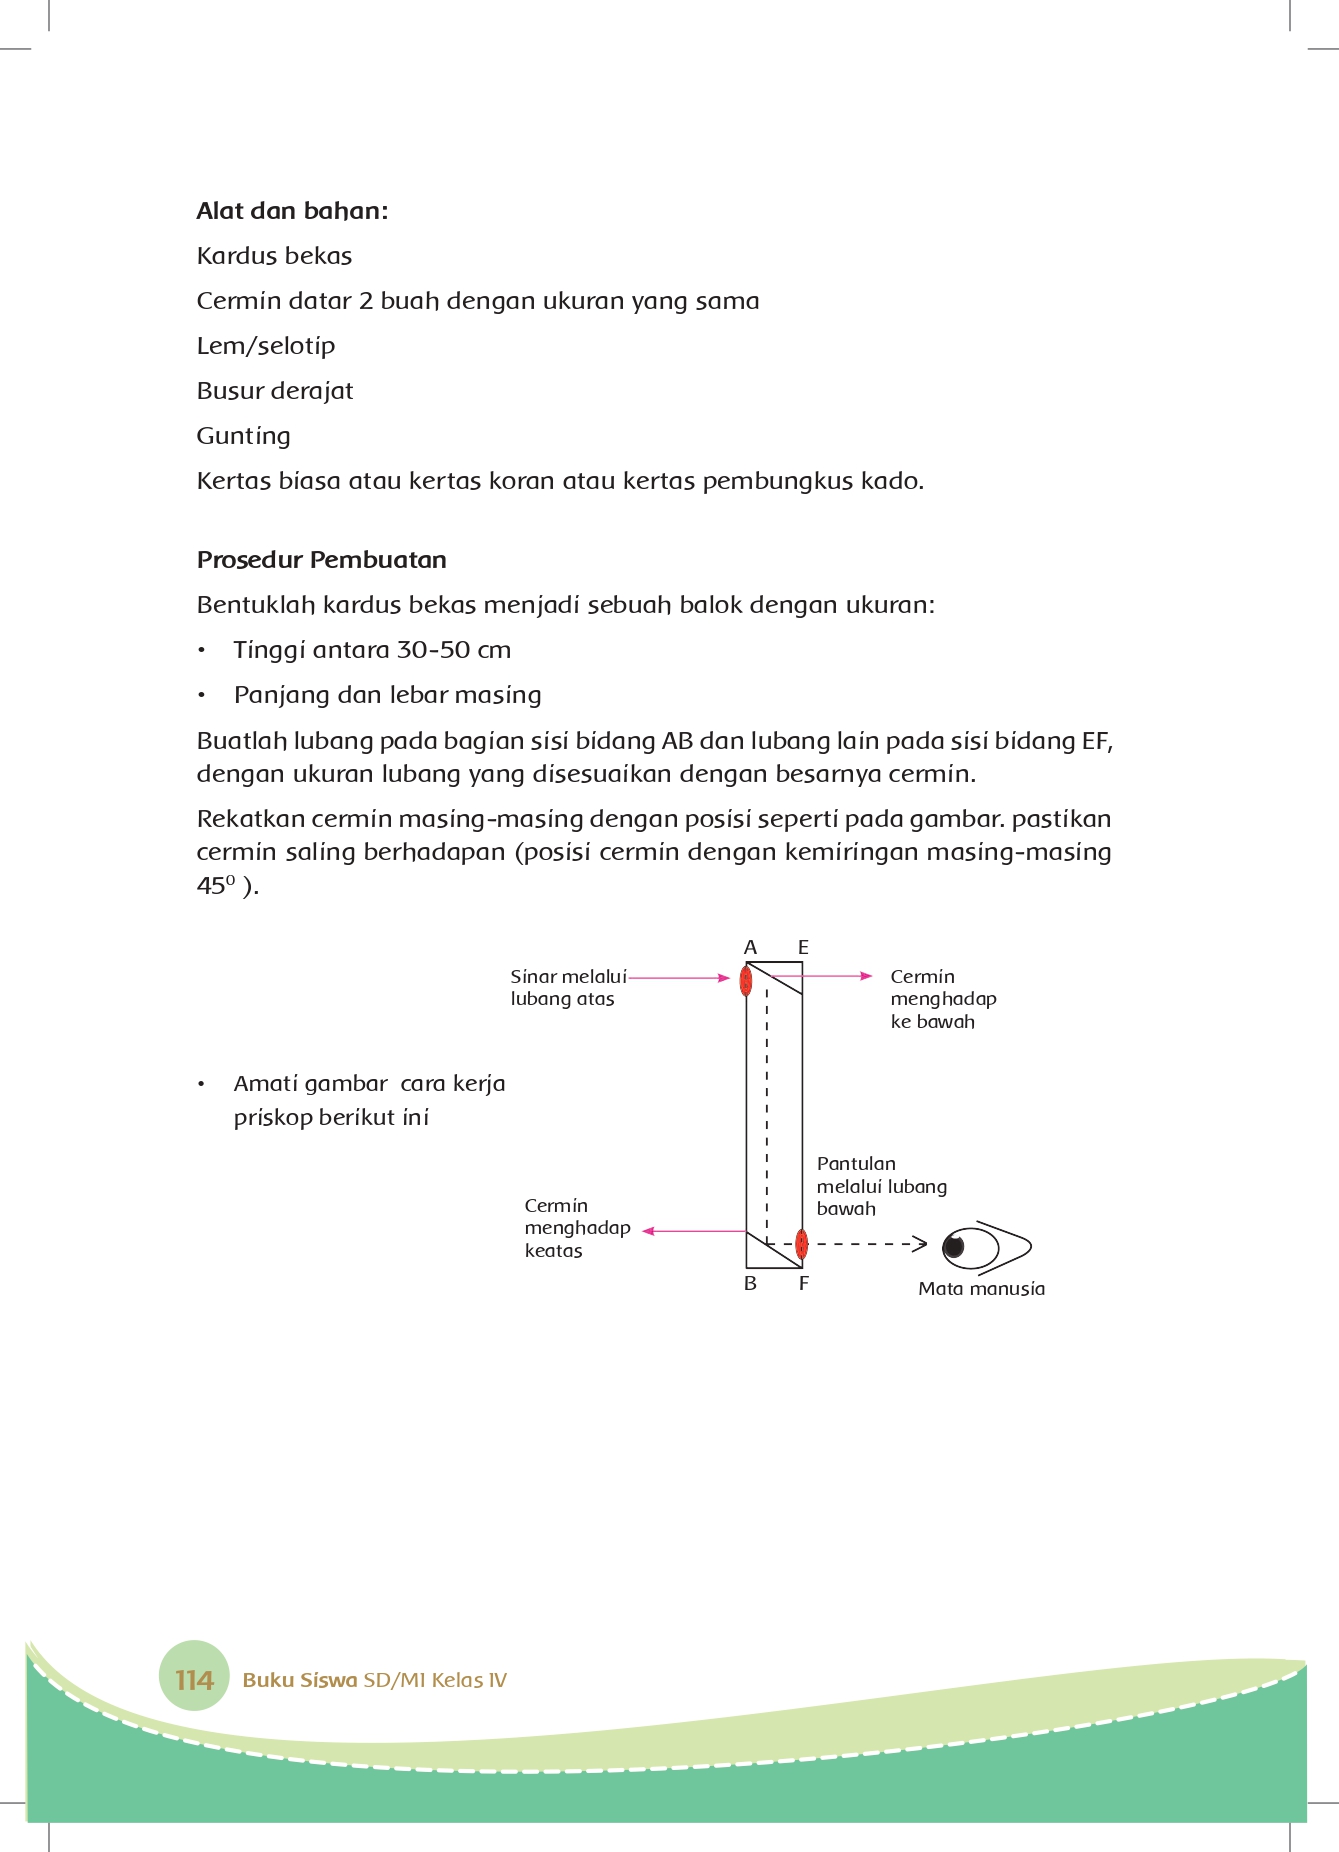 Alat dan bahan:
Kardus bekas
Cermin datar 2 buah dengan ukuran yang sama
Lem/selotip
Busur derajat
Gunting
Kertas biasa atau kertas koran atau kertas pembungkus kado.
Prosedur Pembuatan
Bentuklah kardus bekas menjadi sebuah balok dengan ukuran:
• Tinggi antara 30-50 cm
• Panjang dan lebar masing
Buatlah lubang pada bagian sisi bidang AB dan lubang lain pada sisi bidang EF,
dengan ukuran lubang yang disesuaikan dengan besarnya cermin.
Rekatkan cermin masing-masing dengan posisi seperti pada gambar. pastikan
cermin saling berhadapan (posisi cermin dengan kemiringan masing-masing
45⁰ ).
• Amati gambar cara kerja
priskop berikut ini
A E
Sinar melalui
lubang atas
Cermin
menghadap
ke bawah
Pantulan
melalui lubang
bawah
Cermin
menghadap
keatas
B F
Mata manusia
114 Buku Siswa SD/MI Kelas IV